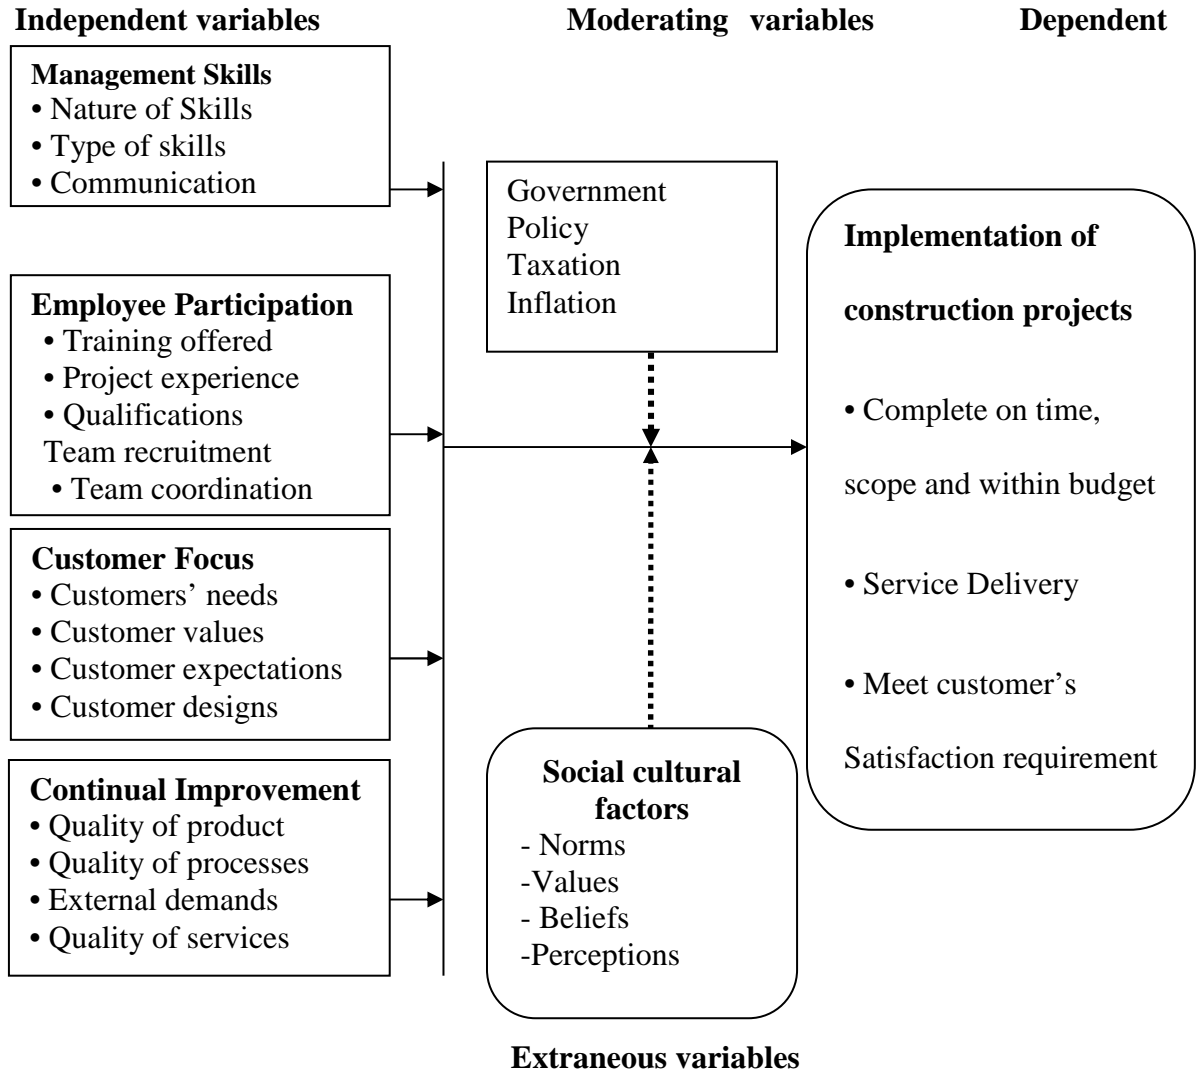 Independent variables
Moderating variables
Dependent
Management Skills
• Nature of Skills
• Type of skills
• Communication
Employee Participation
• Training offered
• Project experience
• Qualifications
Team recruitment
• Team coordination
Customer Focus
• Customers’ needs
• Customer values
• Customer expectations
• Customer designs
Continual Improvement
• Quality of product
• Quality of processes
• External demands
• Quality of services
Government
Policy
Taxation
Inflation
Social cultural
factors
- Norms
-Values
- Beliefs
-Perceptions
Extraneous variables
Implementation of
construction projects
• Complete on time,
scope and within budget
• Service Delivery
• Meet customer’s
Satisfaction requirement